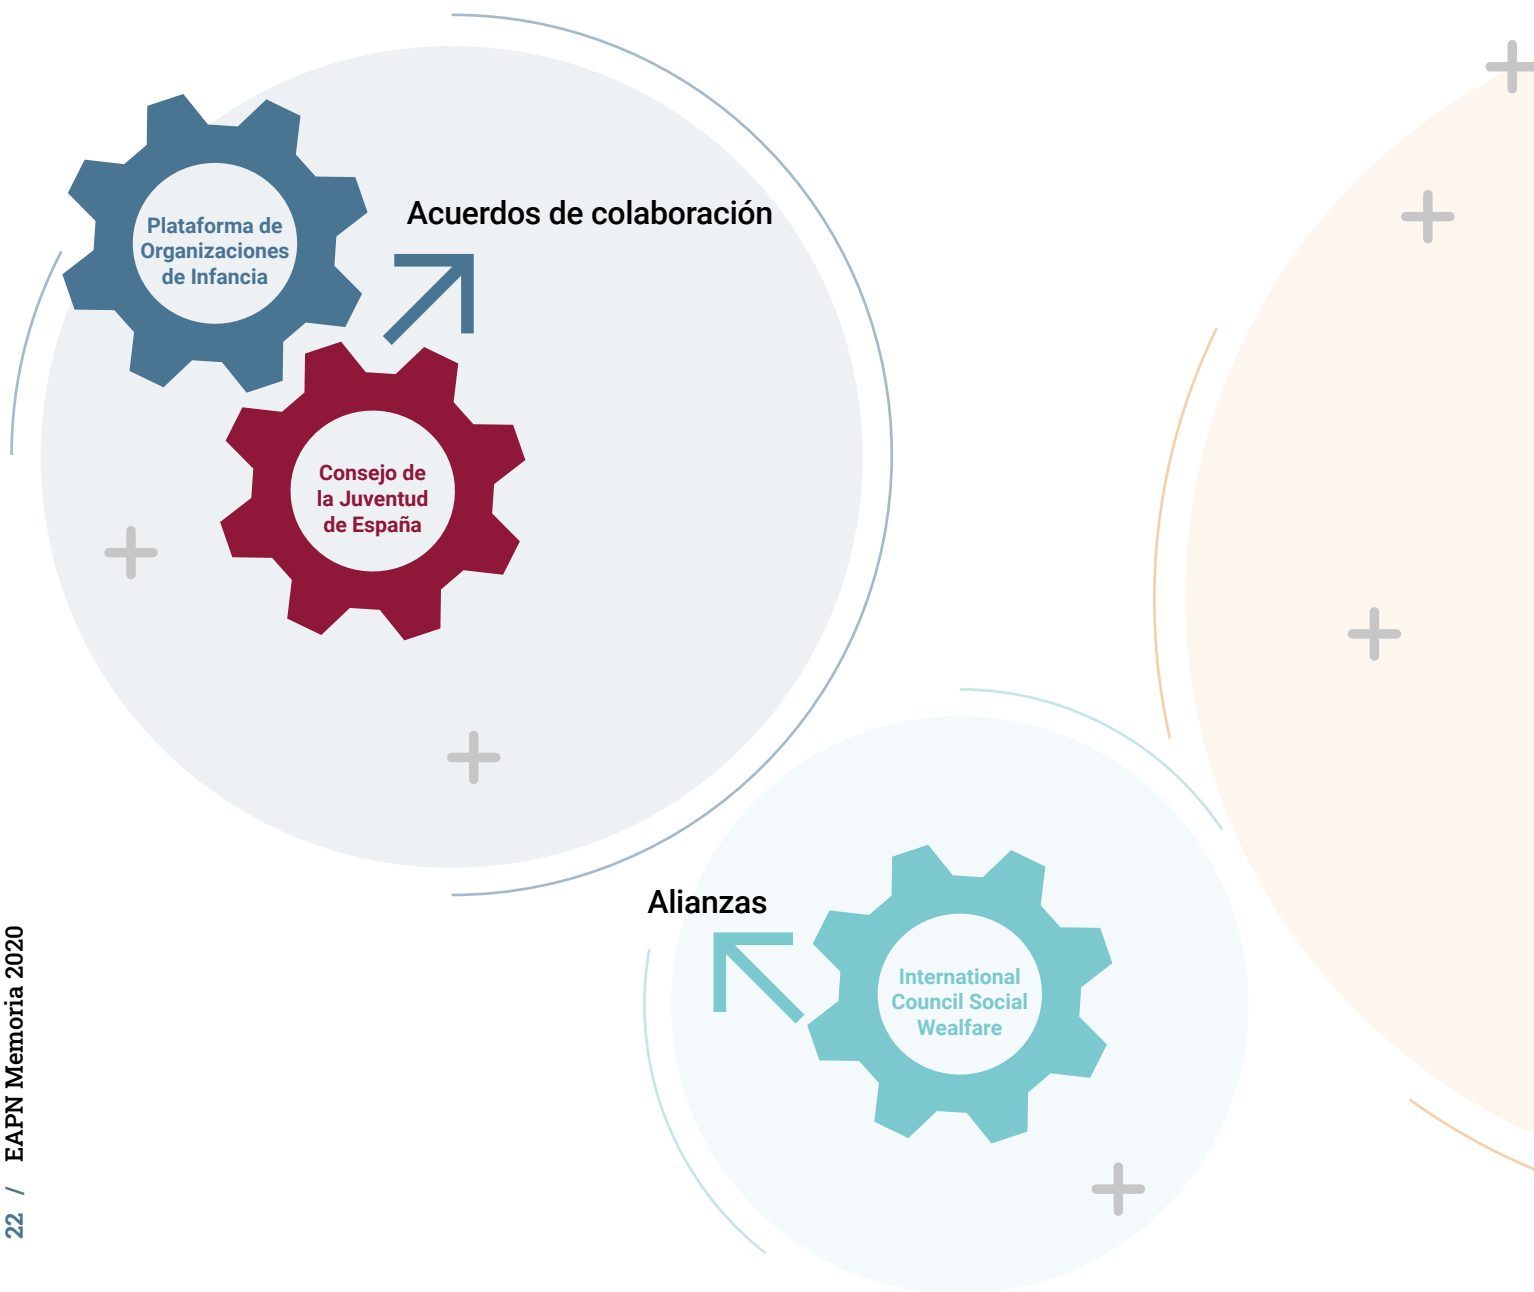 Plataforma de
Organizaciones
de Infancia
Acuerdos de colaboración
Consejo de
la Juventud
de España
Alianzas
International
Council Social
Wealfare
22 / EAPN Memoria 2020